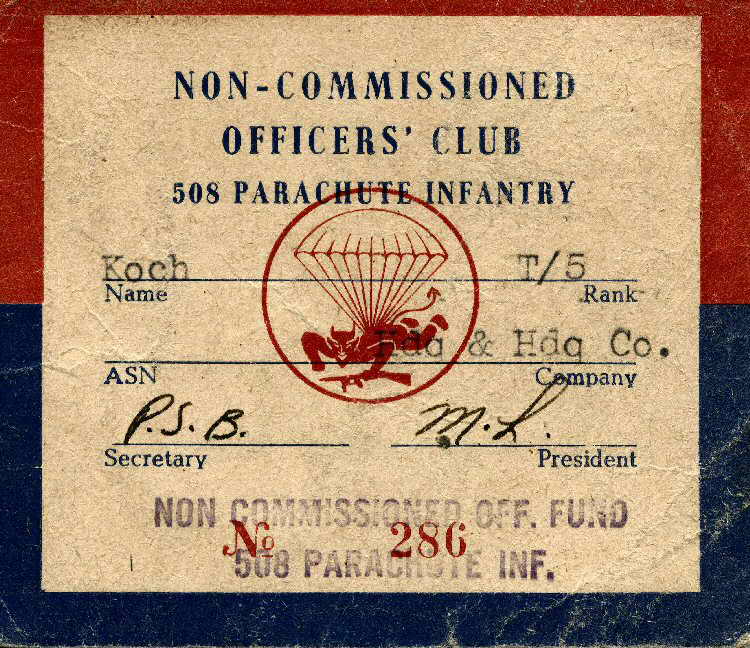 NON-COMMISSIONED
OFFICERS' CLUB
508 PARACHUTE INFANTRY
Koch T/5
Name Rank
Hdq & Hdq Co.
ASN Company
P.S.B. M.L.
Secretary President
NON COMMISSIONED OFF. FUND
№ 286
508 PARACHUTE INF.